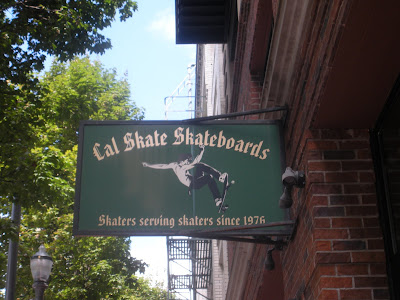 Cal Skate Skateboards
Skaters serving skaters since 1976